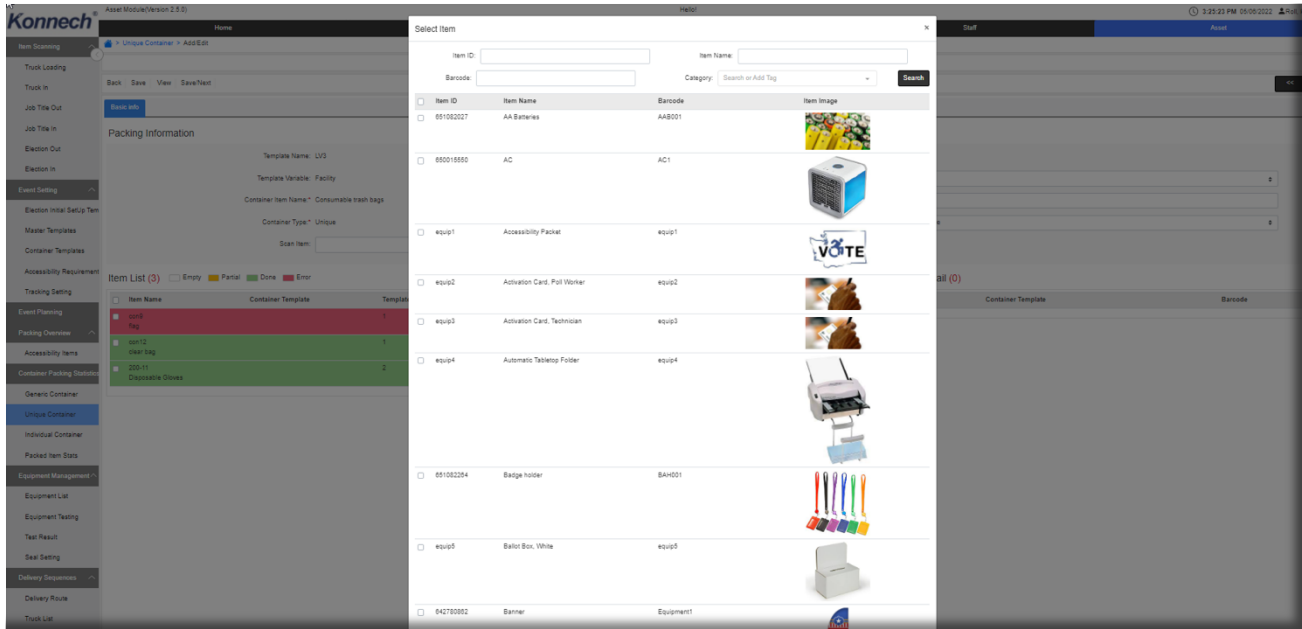 Konnech®
Asset Module(Version 2.5.0)
Hello!
3:25:23 PM 05/06/2022
Home
Staff
Asset
> Unique Container > Add/Edit
Back Save View Save/Next
<<
Basic Info
Item Scanning
Truck Loading
Truck In
Job Title Out
Job Title In
Election Out
Election In
Event Setting
Election Initial SetUp Tem
Master Templates
Container Templates
Accessibility Requirement
Tracking Setting
Event Planning
Packing Overview
Accessibility Items
Container Packing Statistics
Generic Container
Unique Container
Individual Container
Packed Item Stats
Equipment Management
Equipment List
Equipment Testing
Test Result
Seal Setting
Delivery Sequences
Delivery Route
Truck List
Packing Information
Template Name: LV3
Template Variable: Facility
Container Item Name:* Consumable trash bags
Container Type:* Unique
Scan Item:
Item List (3) Empty Partial Done Error
Item Name Container Template Template
con9 1
flag
con12 1
clear bag
200-11 2
Disposable Gloves
ail (0)
Container Template Barcode
Select Item ×
Item ID: Item Name:
Barcode: Category: Search or Add Tag Search
Item ID Item Name Barcode Item Image
651082027 AA Batteries AAB001
650015550 AC AC1
equip1 Accessibility Packet equip1
VOTE
equip2 Activation Card, Poll Worker equip2
equip3 Activation Card, Technician equip3
equip4 Automatic Tabletop Folder equip4
651082264 Badge holder BAH001
equip5 Ballot Box, White equip5
642780862 Banner Equipment1